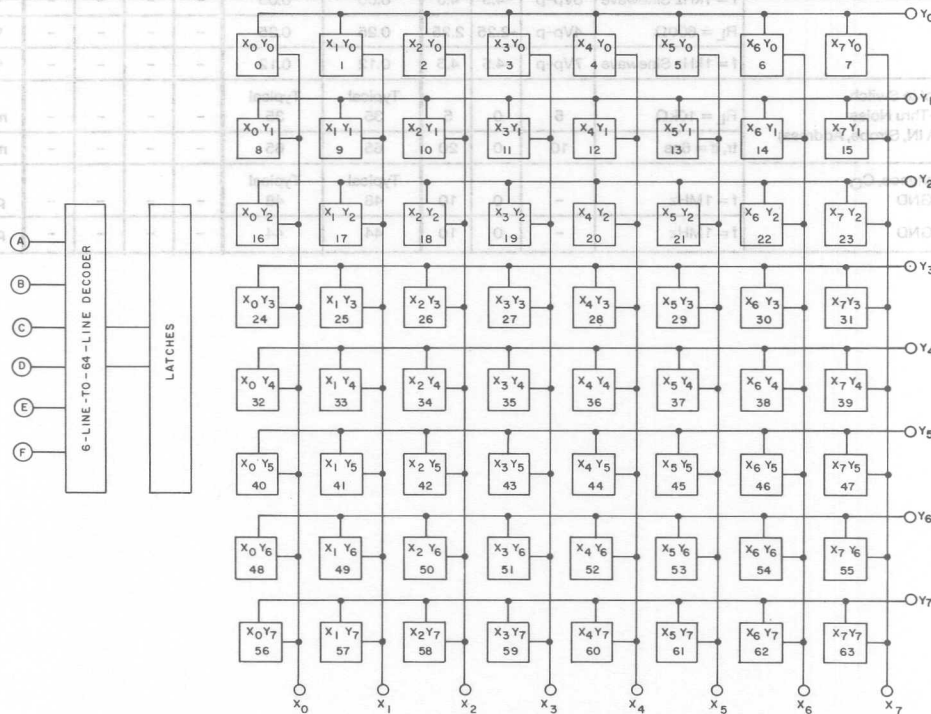 Y0
X0 Y0 X1 Y0 X2 Y0 X3 Y0 X4 Y0 X5 Y0 X6 Y0 X7 Y0
0 1 2 3 4 5 6 7
Y1
X0 Y1 X1 Y1 X2 Y1 X3 Y1 X4 Y1 X5 Y1 X6 Y1 X7 Y1
8 9 10 11 12 13 14 15
Y2
X0 Y2 X1 Y2 X2 Y2 X3 Y2 X4 Y2 X5 Y2 X6 Y2 X7 Y2
16 17 18 19 20 21 22 23
Y3
X0 Y3 X1 Y3 X2 Y3 X3 Y3 X4 Y3 X5 Y3 X6 Y3 X7 Y3
24 25 26 27 28 29 30 31
Y4
X0 Y4 X1 Y4 X2 Y4 X3 Y4 X4 Y4 X5 Y4 X6 Y4 X7 Y4
32 33 34 35 36 37 38 39
Y5
X0 Y5 X1 Y5 X2 Y5 X3 Y5 X4 Y5 X5 Y5 X6 Y5 X7 Y5
40 41 42 43 44 45 46 47
Y6
X0 Y6 X1 Y6 X2 Y6 X3 Y6 X4 Y6 X5 Y6 X6 Y6 X7 Y6
48 49 50 51 52 53 54 55
Y7
X0 Y7 X1 Y7 X2 Y7 X3 Y7 X4 Y7 X5 Y7 X6 Y7 X7 Y7
56 57 58 59 60 61 62 63
X0 X1 X2 X3 X4 X5 X6 X7
A
B
C
D
E
F
6-LINE-TO-64-LINE DECODER
LATCHES